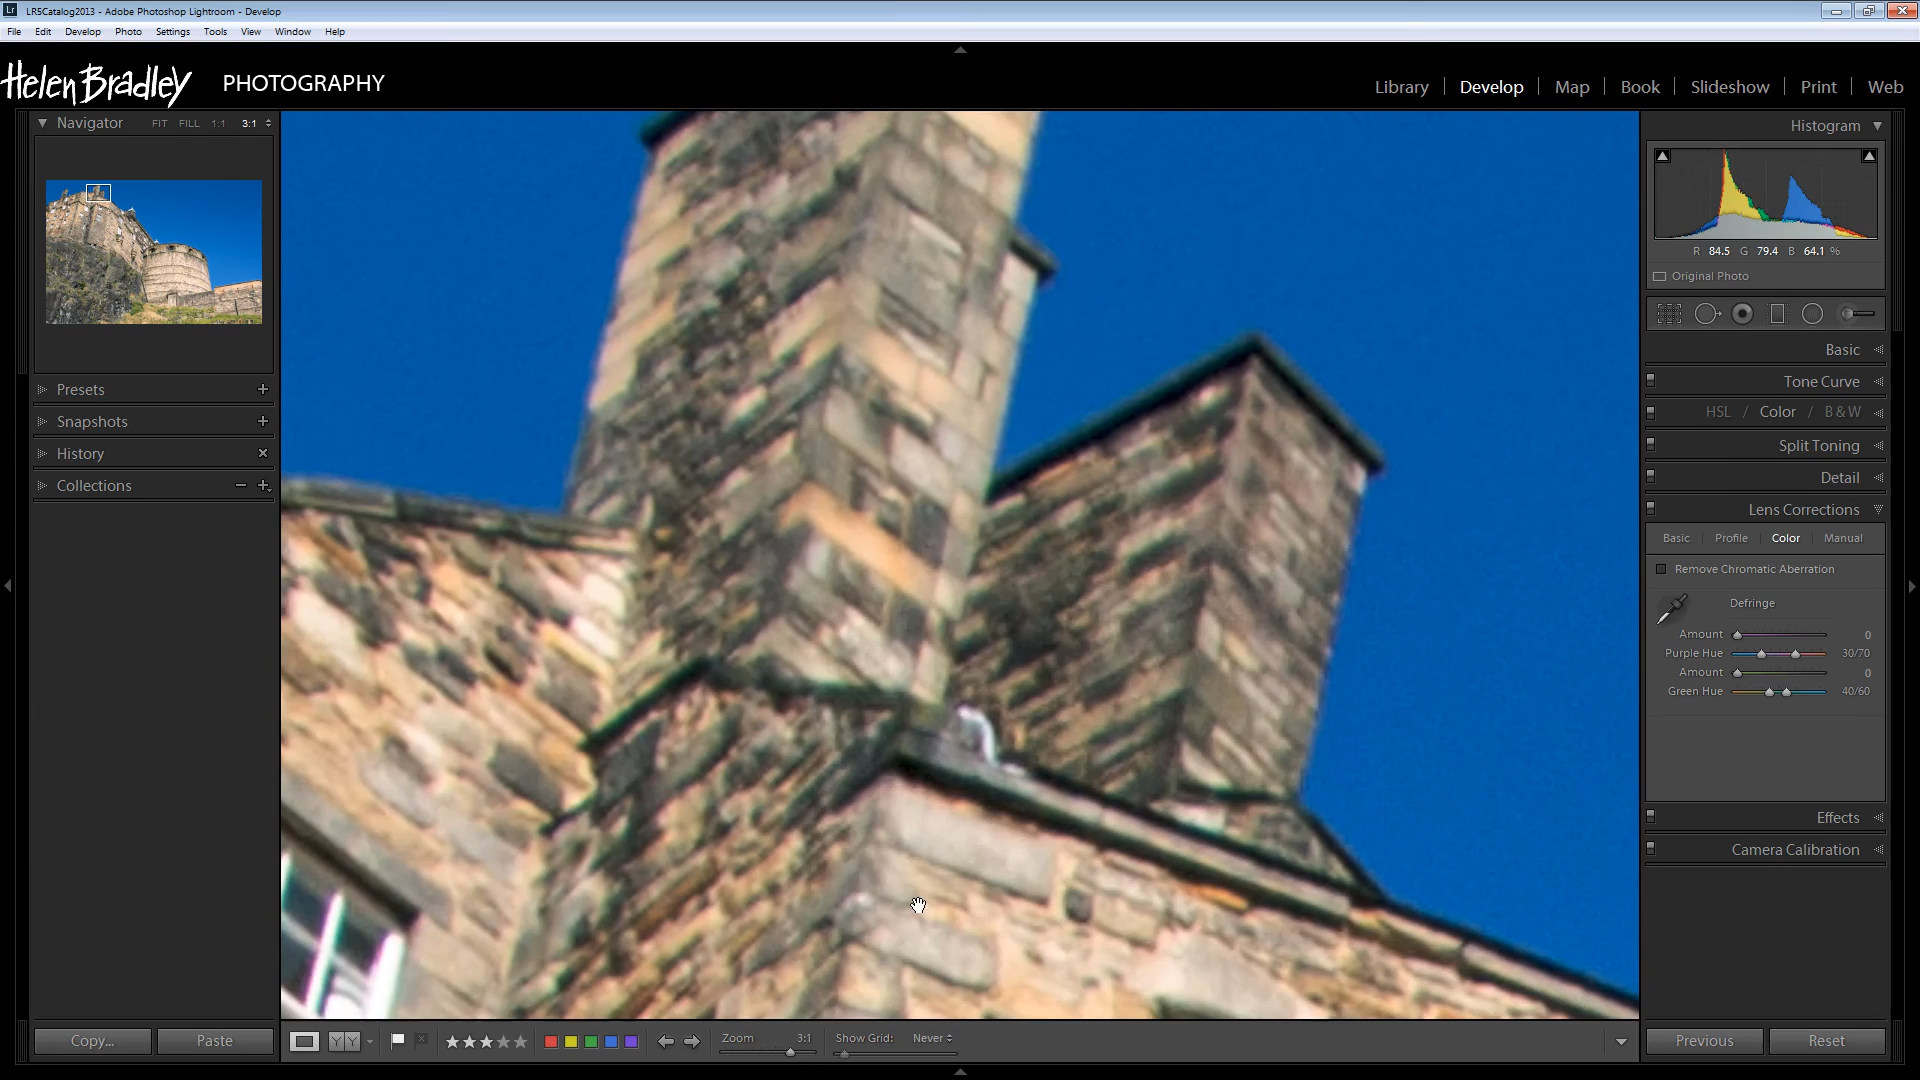 Lr LR5Catalog2013 - Adobe Photoshop Lightroom - Develop
File Edit Develop Photo Settings Tools View Window Help
Helen Bradley PHOTOGRAPHY
Library Develop Map Book Slideshow Print Web
Navigator FIT FILL 1:1 3:1
Presets
Snapshots
History
Collections
Copy...
Paste
Zoom 3:1 Show Grid: Never
YY
Histogram
R 84.5 G 79.4 B 64.1 %
Original Photo
Basic
Tone Curve
HSL / Color / B & W
Split Toning
Detail
Lens Corrections
Basic Profile Color Manual
Remove Chromatic Aberration
Defringe
Amount 0
Purple Hue 30/70
Amount 0
Green Hue 40/60
Effects
Camera Calibration
Previous
Reset